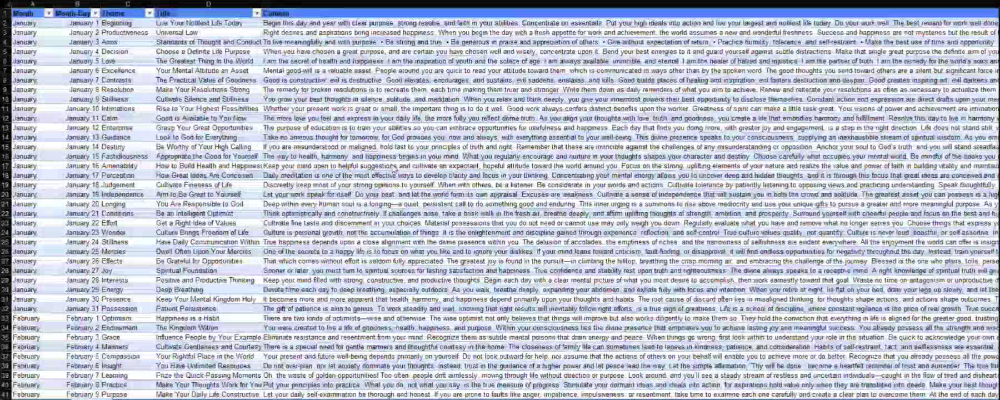 A B C D
1 Month Month-Day Theme Title Content
2 January January 1 Beginning Live Your Noblest Life Today Begin this day and year with clear purpose, strong resolve, and faith in your abilities. Concentrate on essentials. Put your high ideals into action and live your largest and noblest life today. Do your work well. The best reward for work well done
3 January January 2 Productiveness Universal Law Right desires and aspirations bring increased happiness. When you begin the day with a fresh appetite for work and achievement, the world assumes a new and wonderful freshness. Success and happiness are not mysteries but the result of
4 January January 3 Aims Standards of Thought and Conduct To live meaningfully and with purpose: • Be strong and true. • Be generous in praise and appreciation of others. • Give without expectation of return. • Practice humility, tolerance, and self-restraint. • Make the best use of time and opportunity.
5 January January 4 Decision Choose a Definite Life Purpose When you have chosen a great purpose, and are certain you have chosen well and wisely, concentrate upon it. Bend your best energies to it and guard yourself against subtle distractions. Make that single great purpose the definite aim of you
6 January January 5 Love The Greatest Thing In the World I am the secret of health and happiness. I am the inspiration of youth and the solace of age. I am always available, invincible, and eternal. I am the healer of hatred and injustice. I am the partner of truth. I am the remedy for the world's wars an
7 January January 6 Excellence Your Mental Attitude an Asset Mental good-will is a valuable asset. People around you are quick to read your attitude toward them, which is communicated in ways other than by the spoken word. The good thoughts you send toward others are a silent but significant force in
8 January January 7 Contrasts The Practical Value of Goodness Good is constructive; evil is destructive. Good elevates, encourages, and sustains; evil saddens, enslaves, and kills. Good builds places of healing and inspiration; evil fosters destruction and despair. Good creates inspiring art; evil darkens an
9 January January 8 Resolution Make Your Resolutions Strong The remedy for broken resolutions is to recreate them, each time making them truer and stronger. Write them down as daily reminders of what you aim to achieve. Renew and reiterate your resolutions as often as necessary to actualize them
10 January January 9 Stillness Cultivate Silence and Stillness You grow your best thoughts in silence, solitude, and meditation. When you relax and think deeply, you give your innermost powers their best opportunity to disclose themselves. Constant action and expression are direct drafts upon your me
11 January January 10 Intimations Rise to Your Highest Possibilities Whether your present work is great or small, the important thing is to do it well. Good work always confers distinct benefits upon the worker. Greatness of spirit can make a little task great. Your visions of power and achievement are intimation
12 January January 11 Calm Good is Available to You Now The more love you feel and express in your daily life, the more fully you reflect divine truth. As you align your thoughts with love, truth, and goodness, you create a life that embodies harmony and fulfillment. Resolve this day to live in harmony
13 January January 12 Enterprise Grasp Your Great Opportunities The purpose of education is to train your abilities so you can embrace opportunities for usefulness and happiness. Each day that finds you doing more, with greater joy and engagement, is a step in the right direction. Life does not stand still;
14 January January 13 Guidance Look to God for Everything Take no anxious thought for tomorrow, for God provides you, now and always, with everything essential to your well-being. This divine presence speaks to your consciousness, supplying an inexhaustible stream of spiritual wisdom. As you em
15 January January 14 Destiny Be Worthy of Your High Calling If you are misunderstood or maligned, hold fast to your principles of truth and right. Remember that these are invincible against the challenges of any misunderstanding or opposition. Anchor your soul to God's truth, and you will stand steadfas
16 January January 15 Fastidiousness Appropriate the Good for Yourself The way to health, harmony, and happiness begins in your mind. What you regularly encourage and nurture in your thoughts shapes your character and destiny. Choose carefully what occupies your mental world. Be mindful of the books you
17 January January 16 Amenability How to Build Health and Happiness Keep your mind open to helpful suggestions and cultivate an expectant, hopeful attitude toward the world around you. Focus on the strong, uplifting elements of your nature and realize the value and power of faith in building vitality and maintain
18 January January 17 Perception How Great Ideas Are Conceived Daily meditation is one of the most effective ways to develop clarity and focus in your thinking. Concentrating your mental energy allows you to uncover deep and hidden thoughts, and it is through this focus that great ideas are conceived and
19 January January 18 Judgement Cultivate Fineness of Life Discreetly keep most of your strong opinions to yourself. When with others, be a listener. Be considerate in your words and actions. Cultivate tolerance by patiently listening to opposing views and practicing understanding. Speak thoughtfully,
20 January January 19 Independence Aim to Be Great to Yourself Let your work speak for itself. Do your best, and let the world form its own appraisal. Excuses are weakness. Cultivate a sense of independence that will sustain you in both the crowd and solitude. The greatest asset you can possess is a hig
21 January January 20 Longing You Are Responsible to God Deep within every human soul is a longing—a quiet, persistent call to do something good and enduring. This inner urging is a summons to rise above mediocrity and use your unique gifts to pursue a greater and more meaningful purpose. As y
22 January January 21 Conditions Be an Intelligent Optimist Think optimistically and constructively. If challenges arise, take a brisk walk in the fresh air, breathe deeply, and affirm uplifting thoughts of strength, ambition, and prosperity. Surround yourself with cheerful people and focus on the best and h
23 January January 22 Effort Get a Right Idea of Values Cultivate fine taste and discernment in your choices. Material possessions that you do not need or cannot use may only weigh you down. Regularly evaluate what you have and remove what no longer serves you. Choose things that express y
24 January January 23 Wonder Culture Brings Freedom of Life Culture is personal growth, not the accumulation of things. It is the enlightenment and discipline gained through experience, reflection, and self-control. True culture values quality, not quantity. Culture is never loud, boastful, or self-assertive. In
25 January January 24 Stillness Have Daily Communication Within True happiness depends upon a close alignment with the divine presence within you. The delusion of accolades, the emptiness of riches, and the narrowness of selfishness are evident everywhere. All the enjoyment the world can offer is insign
26 January January 25 Mercies Dwell Often Upon Your Mercies One of the secrets to a happy life is to focus on what you like and to ignore your dislikes. If your mind leans toward criticism, fault-finding, or disapproval, it will find endless opportunities for negativity throughout the day. Instead, train yourself t
27 January January 26 Effects Be Grateful for Opportunities That which comes without effort is seldom fully appreciated. The greatest joy is found in the pursuit—in climbing the hilltop, breathing the crisp morning air, and embracing the challenge of the journey. Blessed is the one who plans, toils, perse
28 January January 27 Joy Spiritual Foundation Sooner or later, you must turn to spiritual sources for lasting satisfaction and happiness. True confidence and stability rest upon truth and righteousness. The divine always speaks to a receptive mind. A right knowledge of spiritual truth will giv
29 January January 28 Interests Positive and Productive Thinking Keep your mind filled with strong, constructive, and productive thoughts. Begin each day with a clear mental picture of what you most desire to accomplish, then work earnestly toward that goal. Waste no time on antagonism or unproductive d
30 January January 29 Energy Deep Breathing Devote time each day to deep breathing, especially outdoors. As you walk, breathe deeply, expanding your abdomen, and exhale fully with focus and intention. When you retire at night, lie flat on your bed, draw your legs up slowly, and let the
31 January January 30 Presence Keep Your Mental Kingdom Holy It becomes more and more apparent that health, harmony, and happiness depend primarily upon your thoughts and habits. The root cause of discord often lies in misaligned thinking, for thoughts shape actions, and actions shape outcomes. T
32 January January 31 Possession Patient Persistence The gift of patience is akin to genius. To work steadily and wait, knowing that right results will inevitably follow right efforts, is a true sign of greatness. Life is a school of discipline, where constant vigilance is the price of real growth. True succe
33 February February 1 Optimism Happiness is a Habit There are two kinds of optimists—wise and otherwise. The wise optimist not only believes that things will improve but also works diligently to make them so. They hold the conviction that everything in life is aligned for the greater good, trusting
34 February February 2 Endowment The Kingdom Within You were created to live a life of goodness, health, happiness, and purpose. Within your consciousness lies the divine presence that empowers you to achieve lasting joy and meaningful success. You already possess all the strength and wisd
35 February February 3 Grace Influence People by Your Example Eliminate resistance and resentment from your mind. Recognize them as subtle mental poisons that drain energy and peace. When things go wrong, first look within to understand your role in the situation. Be quick to acknowledge your own s
36 February February 4 Manners Cultivate Gentleness and Courtesy There is a special need for gentle manners and thoughtful courtesy in the home. The closeness of family life can sometimes lead to lapses in kindness, patience, and consideration. Habits of self-restraint, tact, and selflessness are essential
37 February February 5 Compassion Your Rightful Place in the World Your present and future well-being depends primarily on yourself. Do not look outward for help, nor assume that the actions of others on your behalf will enable you to achieve more or do better. Recognize that you already possess all the powe
38 February February 6 Insight You Have Unlimited Resources Do not over-plan, nor let anxiety dominate your thoughts. Instead, trust in the guidance of a higher power and let peace lead the way. Let the simple affirmation, "Thy will be done," become a heartfelt reminder of trust and surrender. The true fru
39 February February 7 Learning Prize the Quick-Passing Moments Oh, the waste of golden opportunities! Too often, people drift aimlessly, moving through life without direction or purpose. Look around, and you'll see a steady stream of restless and uncertain individuals—caught in the flow of tired and disheart
40 February February 8 Practice Make Your Thoughts Work for You Put your principles into practice. What you do, not what you say, is the true measure of progress. Stimulate your dormant ideas and ideals into action, for aspirations hold value only when they are translated into deeds. Make your best though
41 February February 9 Purpose Make Your Daily Life Constructive Let your daily self-examination be thorough and honest. If you are prone to faults like anger, impatience, impulsiveness, or resentment, take time to examine each one carefully and create a clear plan to overcome them. At the end of each day